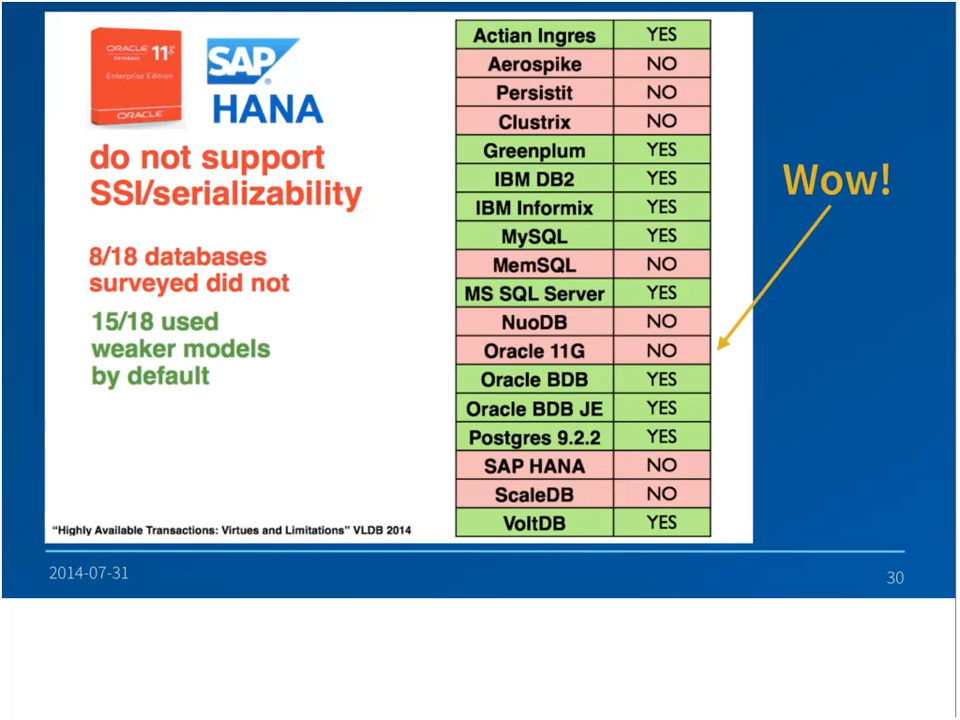 ORACLE 11g
DATABASE
Enterprise Edition
ORACLE
SAP
HANA
do not support
SSI/serializability
8/18 databases
surveyed did not
15/18 used
weaker models
by default
Actian Ingres YES
Aerospike NO
Persistit NO
Clustrix NO
Greenplum YES
IBM DB2 YES
IBM Informix YES
MySQL YES
MemSQL NO
MS SQL Server YES
NuoDB NO
Oracle 11G NO
Oracle BDB YES
Oracle BDB JE YES
Postgres 9.2.2 YES
SAP HANA NO
ScaleDB NO
VoltDB YES
Wow!
"Highly Available Transactions: Virtues and Limitations" VLDB 2014
2014-07-31
30